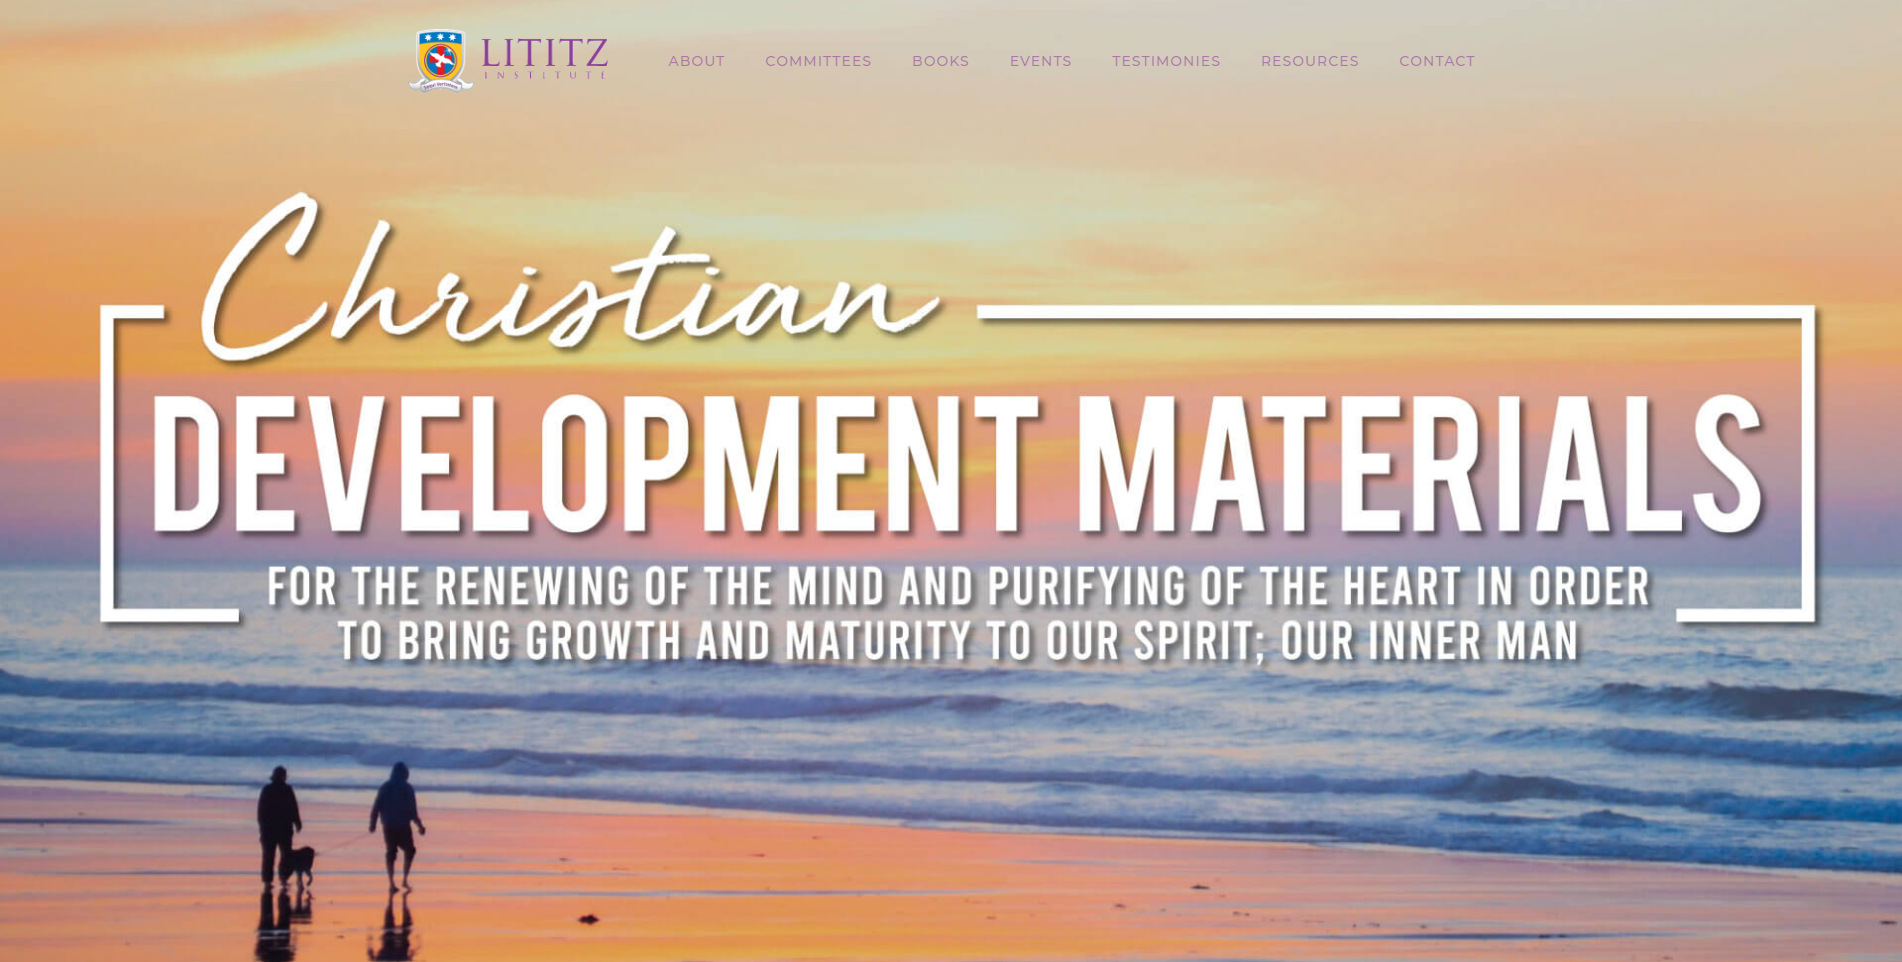 LITITZ
INSTITUTE
ABOUT COMMITTEES BOOKS EVENTS TESTIMONIES RESOURCES CONTACT
Christian
DEVELOPMENT MATERIALS
FOR THE RENEWING OF THE MIND AND PURIFYING OF THE HEART IN ORDER
TO BRING GROWTH AND MATURITY TO OUR SPIRIT; OUR INNER MAN